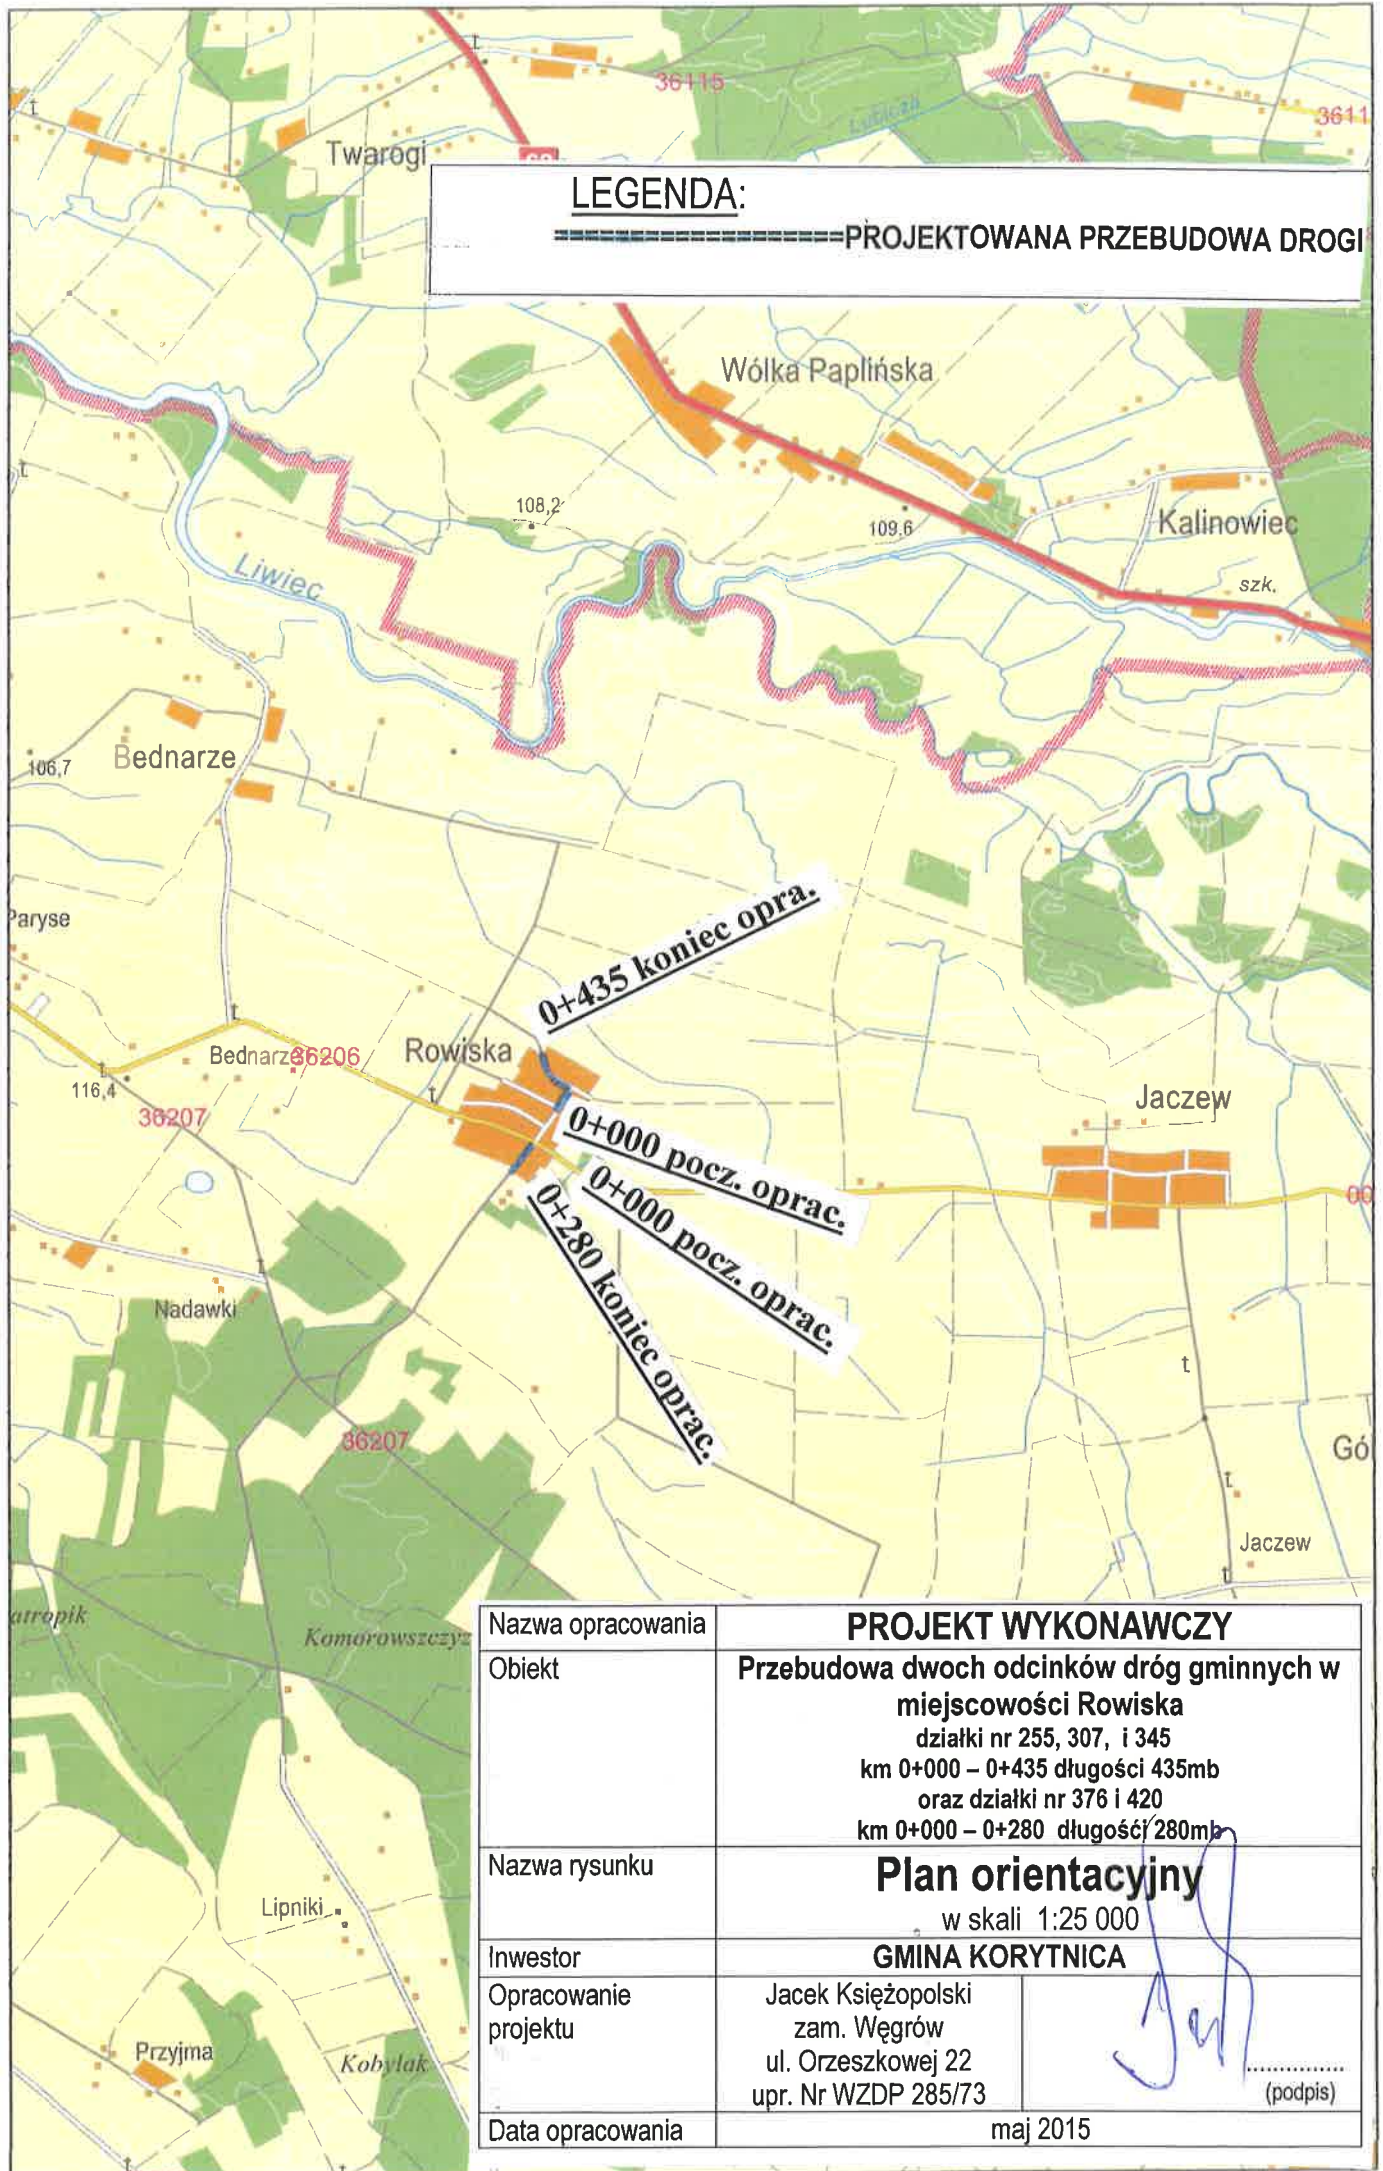 36115
Lubicza
3611
Twarogi
LEGENDA:
PROJEKTOWANA PRZEBUDOWA DROGI
Wólka Paplińska
108,2
109,6
Kalinowiec
Liwiec
szk.
Bednarze
106,7
Paryse
0+435 koniec opra.
Bednarze
36206
Rowiska
116,4
36207
Jaczew
0+000 pocz. oprac.
0+000 pocz. oprac.
0+280 koniec oprac.
00
Nadawki
36207
Gó
Jaczew
atropik
Komorowszczyz
Lipniki
Przyjma
Kobylak
t
t
t
t
t
t
t
t
t
t
t
t
t
Nazwa opracowania
PROJEKT WYKONAWCZY
Obiekt
Przebudowa dwoch odcinków dróg gminnych w
miejscowości Rowiska
działki nr 255, 307, i 345
km 0+000 – 0+435 długości 435mb
oraz działki nr 376 i 420
km 0+000 – 0+280 długości 280mb
Nazwa rysunku
Plan orientacyjny
w skali 1:25 000
Inwestor
GMINA KORYTNICA
Opracowanie
projektu
Jacek Księżopolski
zam. Węgrów
ul. Orzeszkowej 22
upr. Nr WZDP 285/73
...............
(podpis)
Data opracowania
maj 2015